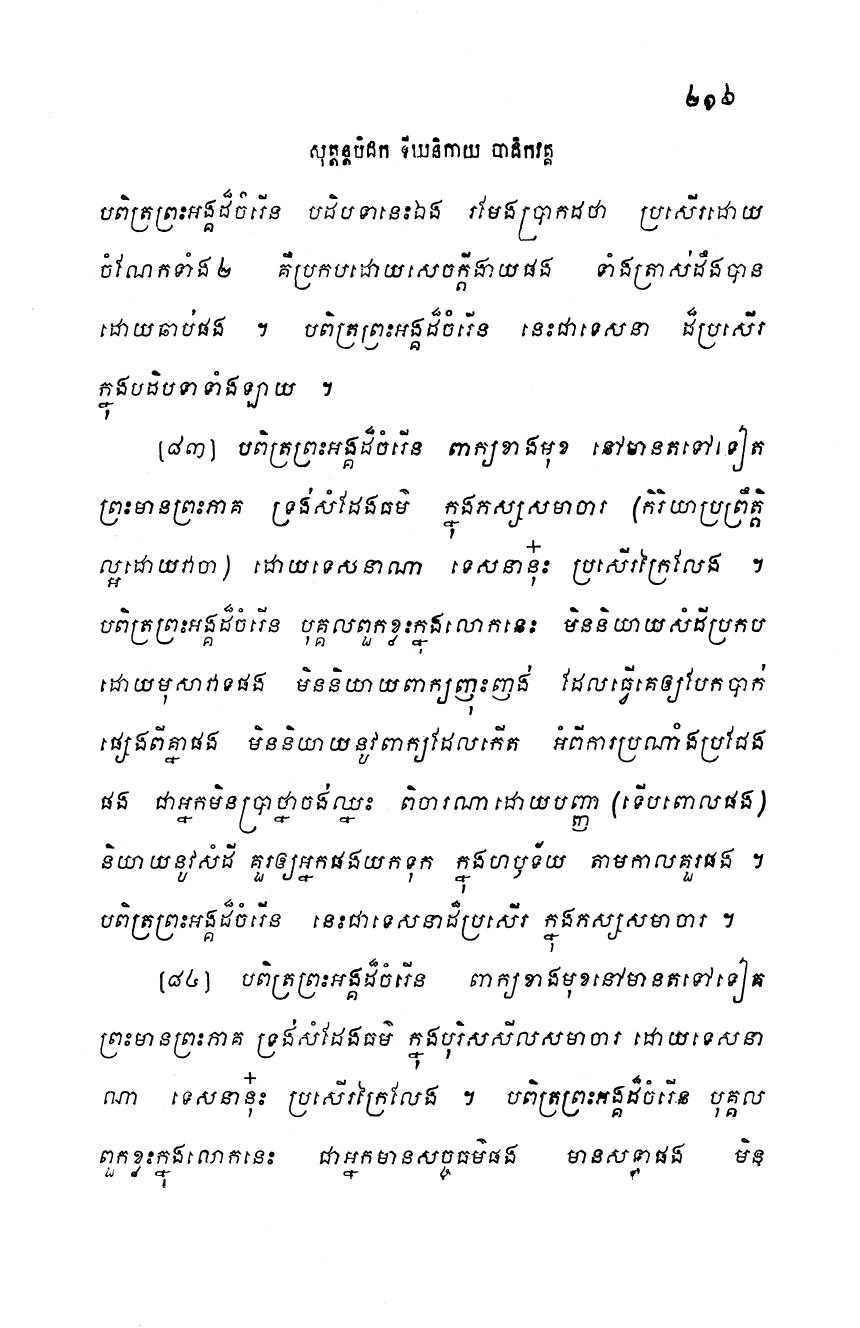 ២១៦
សុត្តន្តបិដក ទីឃនិកាយ បាដិកវគ្គ
បពិត្រព្រះអង្គដ៏ចំរើន បដិបទានេះឯង រមែងប្រាកដថា ប្រសើរដោយ
ចំណែកទាំង២ គឺប្រកបដោយសេចក្តីងាយផង ទាំងត្រាស់ដឹងបាន
ដោយឆាប់ផង ។ បពិត្រព្រះអង្គដ៏ចំរើន នេះជាទេសនា ដ៏ប្រសើរ
ក្នុងបដិបទាទាំងឡាយ ។
[៨៣] បពិត្រព្រះអង្គដ៏ចំរើន ពាក្យខាងមុខ នៅមានតទៅទៀត
ព្រះមានព្រះភាគ ទ្រង់សំដែងធម៌ ក្នុងភស្សសមាចារ (កិរិយាប្រព្រឹត្តិ
ល្អដោយវាចា) ដោយទេសនាណា ទេសនានុ៎ះ ប្រសើរក្រៃលែង ។
បពិត្រព្រះអង្គដ៏ចំរើន បុគ្គលពួកខ្លះក្នុងលោកនេះ មិននិយាយសំដីប្រកប
ដោយមុសាវាទផង មិននិយាយពាក្យញុះញង់ ដែលធ្វើគេឲ្យបែកបាក់
ផ្សេងពីគ្នាផង មិននិយាយនូវពាក្យដែលកើត អំពីការប្រណាំងប្រជែង
ផង ជាអ្នកមិនប្រាថ្នាចង់ឈ្នះ ពិចារណាដោយបញ្ញា (ទើបពោលផង)
និយាយនូវសំដី គួរឲ្យអ្នកផងយកទុក ក្នុងហឫទ័យ តាមកាលគួរផង ។
បពិត្រព្រះអង្គដ៏ចំរើន នេះជាទេសនាដ៏ប្រសើរ ក្នុងភស្សសមាចារ ។
[៨៤] បពិត្រព្រះអង្គដ៏ចំរើន ពាក្យខាងមុខនៅមានតទៅទៀត
ព្រះមានព្រះភាគ ទ្រង់សំដែងធម៌ ក្នុងបុរិសសីលសមាចារ ដោយទេសនា
ណា ទេសនានុ៎ះ ប្រសើរក្រៃលែង ។ បពិត្រព្រះអង្គដ៏ចំរើន បុគ្គល
ពួកខ្លះក្នុងលោកនេះ ជាអ្នកមានសច្ចធម៌ផង មានសទ្ធាផង មិន